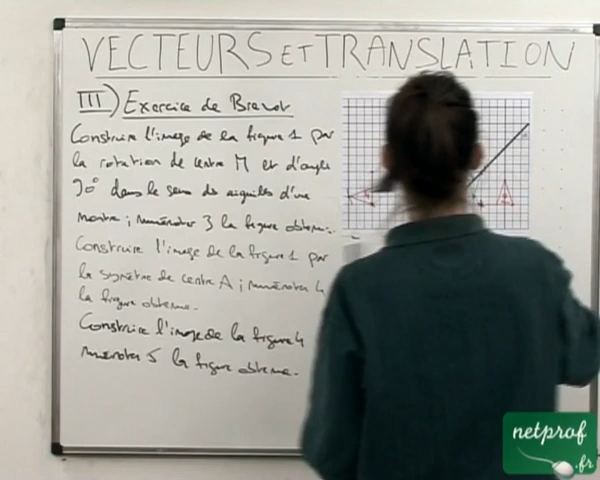 VECTEURS ET TRANSLATION
III) Exercice de Brevet
Construire l'image de la figure 1 par
la rotation de centre M et d'angle
90° dans le sens des aiguilles d'une
montre ; numéroter 3 la figure obtenue.
Construire l'image de la figure 1 par
la symétrie de centre A ; numéroter 4
la figure obtenue.
Construire l'image de la figure 4
numéroter 5 la figure obtenue.
netprof
.fr